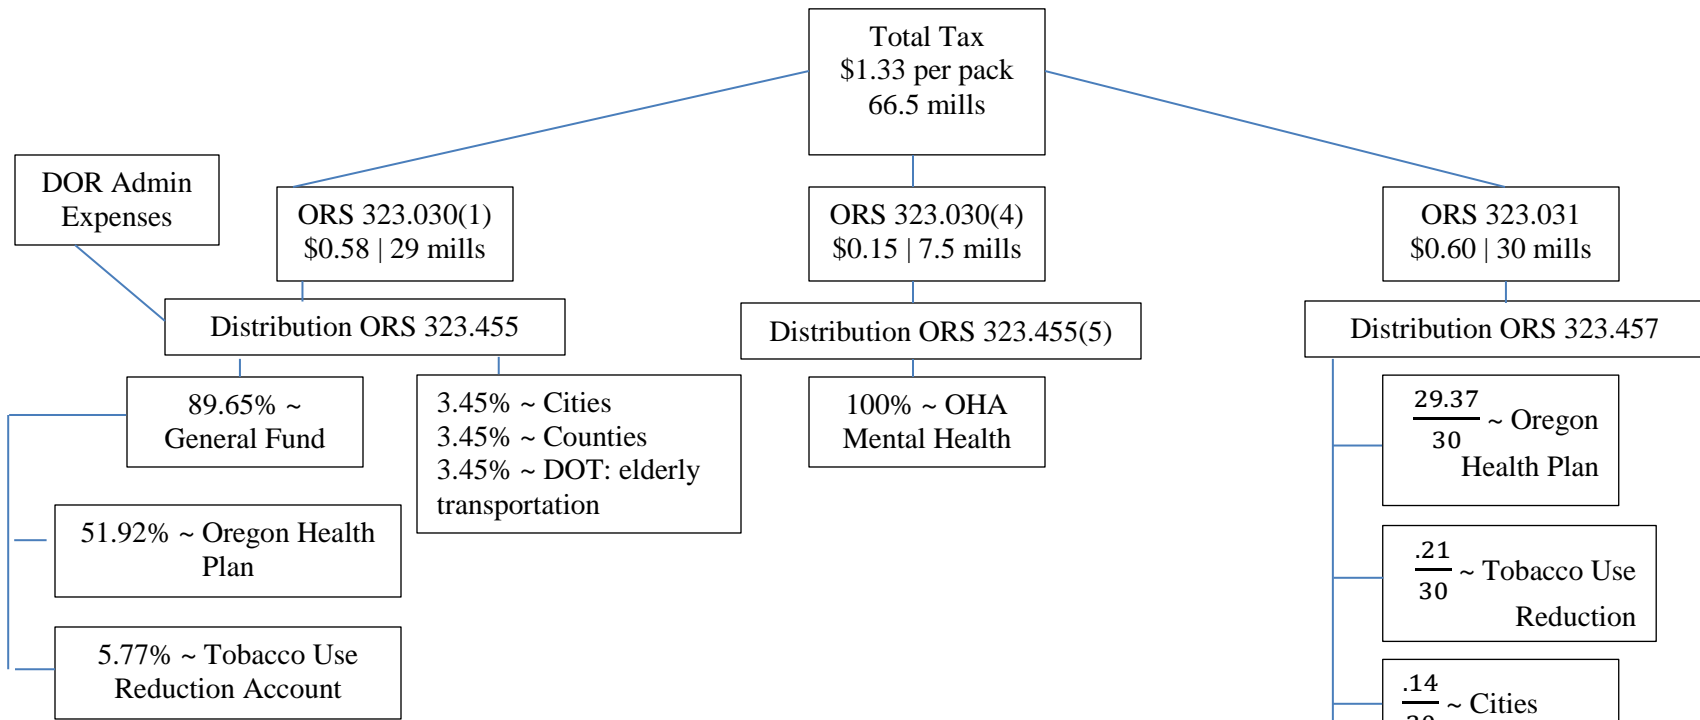 Total Tax
$1.33 per pack
66.5 mills
DOR Admin
Expenses
ORS 323.030(1)
$0.58 | 29 mills
ORS 323.030(4)
$0.15 | 7.5 mills
ORS 323.031
$0.60 | 30 mills
Distribution ORS 323.455
Distribution ORS 323.455(5)
Distribution ORS 323.457
89.65% ~
General Fund
3.45% ~ Cities
3.45% ~ Counties
3.45% ~ DOT: elderly
transportation
100% ~ OHA
Mental Health
29.37/30 ~ Oregon
Health Plan
51.92% ~ Oregon Health
Plan
.21/30 ~ Tobacco Use
Reduction
5.77% ~ Tobacco Use
Reduction Account
.14/30 ~ Cities